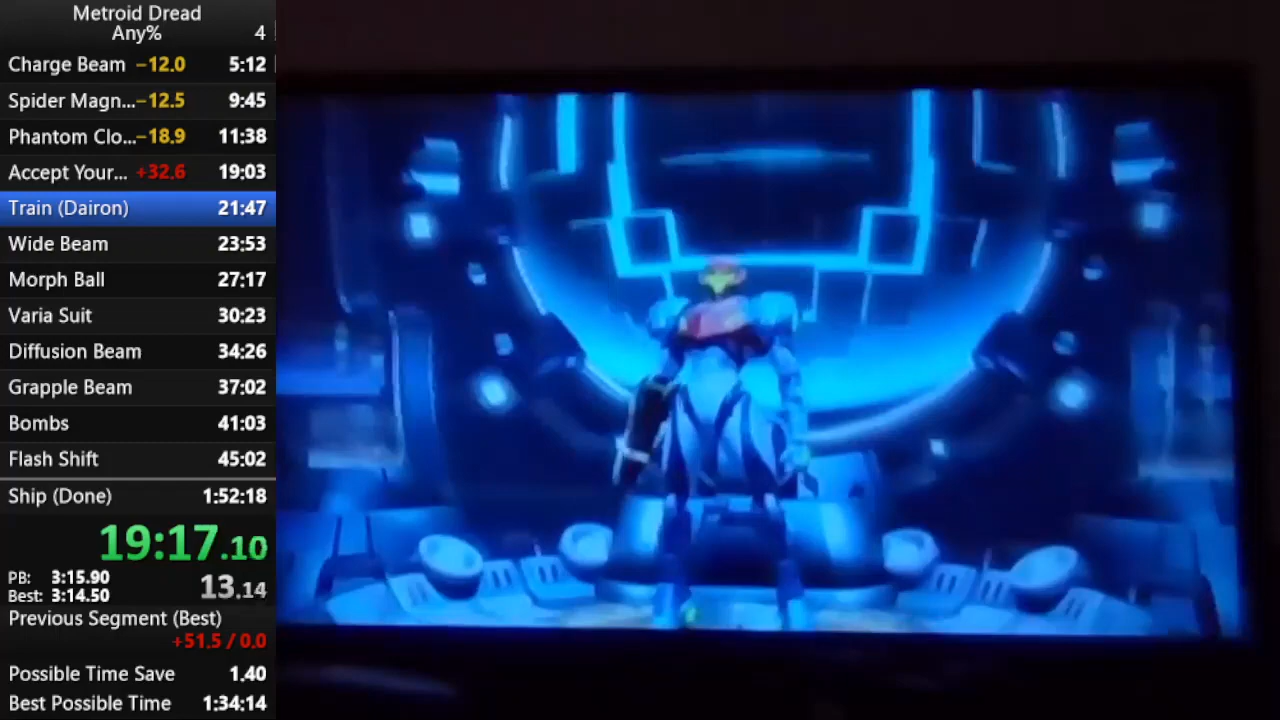 Metroid Dread
Any% 4
Charge Beam −12.0 5:12
Spider Magn... −12.5 9:45
Phantom Clo... −18.9 11:38
Accept Your... +32.6 19:03
Train (Dairon) 21:47
Wide Beam 23:53
Morph Ball 27:17
Varia Suit 30:23
Diffusion Beam 34:26
Grapple Beam 37:02
Bombs 41:03
Flash Shift 45:02
Ship (Done) 1:52:18
19:17.10
PB: 3:15.90
Best: 3:14.50
13.14
Previous Segment (Best)
+51.5 / 0.0
Possible Time Save 1.40
Best Possible Time 1:34:14